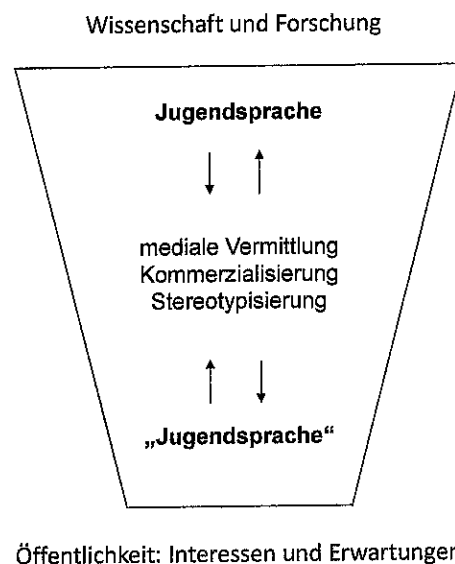 Wissenschaft und Forschung
Jugendsprache
mediale Vermittlung
Kommerzialisierung
Stereotypisierung
„Jugendsprache“
Öffentlichkeit: Interessen und Erwartungen